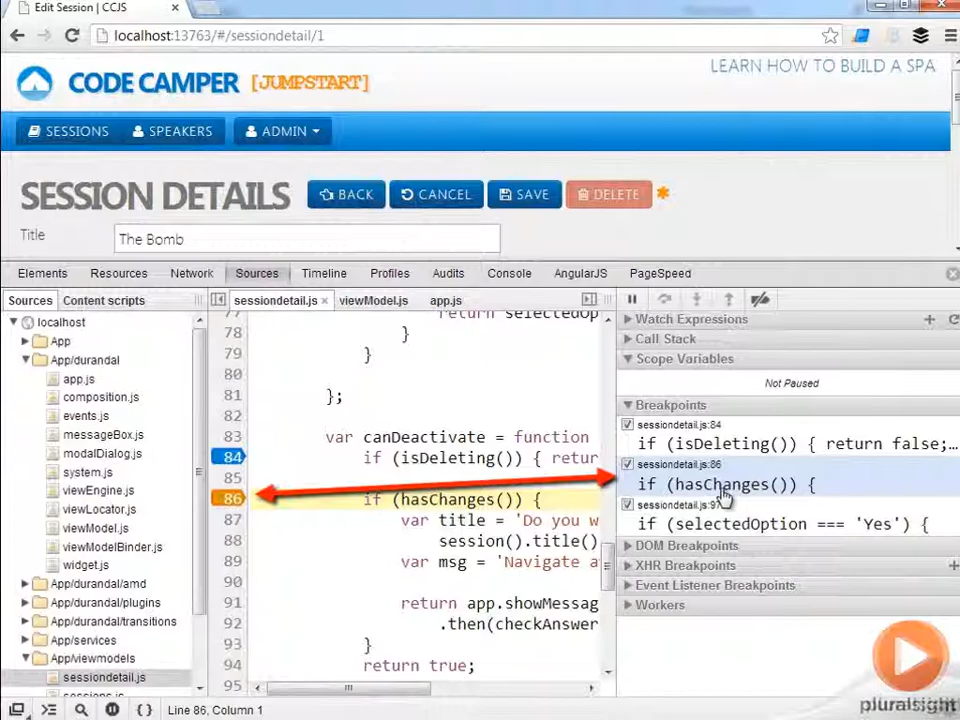 Edit Session | CCJS
localhost:13763/#/sessiondetail/1
CODE CAMPER [JUMPSTART]
LEARN HOW TO BUILD A SPA
SESSIONS SPEAKERS ADMIN
SESSION DETAILS BACK CANCEL SAVE DELETE
Title The Bomb
Elements Resources Network Sources Timeline Profiles Audits Console AngularJS PageSpeed
Sources Content scripts
localhost
App
App/durandal
app.js
composition.js
events.js
messageBox.js
modalDialog.js
system.js
viewEngine.js
viewLocator.js
viewModel.js
viewModelBinder.js
widget.js
App/durandal/amd
App/durandal/plugins
App/durandal/transitions
App/services
App/viewmodels
sessiondetail.js
sessions.js
sessiondetail.js × viewModel.js app.js
77 return selectedOp
78 }
79 }
80
81 };
82
83 var canDeactivate = function
84 if (isDeleting()) { retur
85
86 if (hasChanges()) {
87 var title = 'Do you w
88 session().title()
89 var msg = 'Navigate a
90
91 return app.showMessag
92 .then(checkAnswer
93 }
94 return true;
95
Watch Expressions
Call Stack
Scope Variables
Not Paused
Breakpoints
sessiondetail.js:84
if (isDeleting()) { return false;…
sessiondetail.js:86
if (hasChanges()) {
sessiondetail.js:97
if (selectedOption === 'Yes') {
DOM Breakpoints
XHR Breakpoints
Event Listener Breakpoints
Workers
{ } Line 86, Column 1
pluralsight